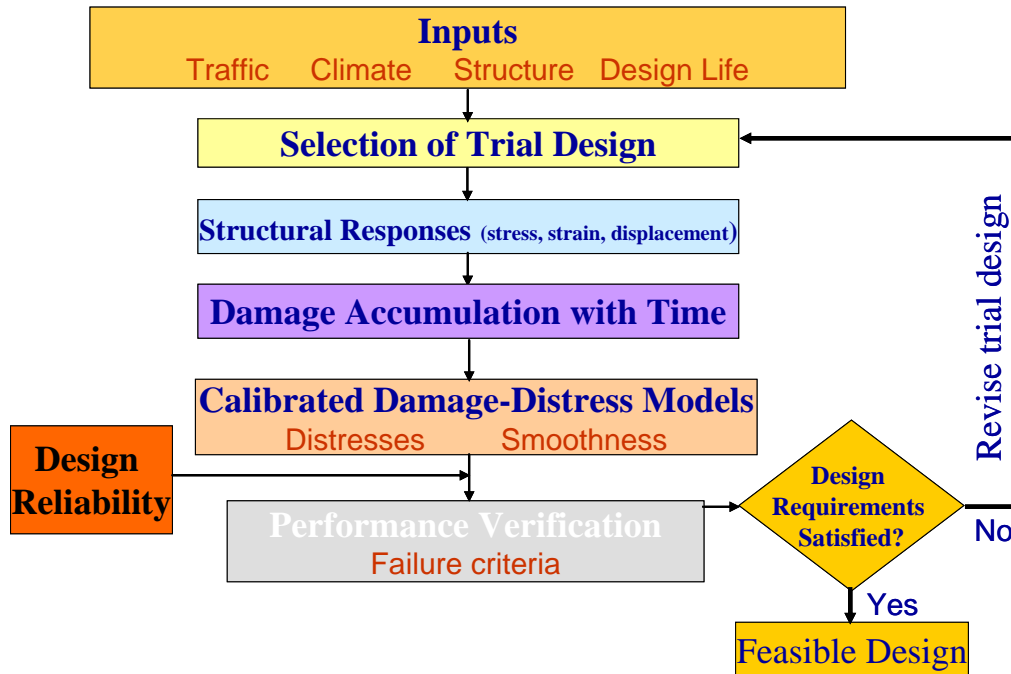 Inputs
Traffic Climate Structure Design Life
Selection of Trial Design
Structural Responses (stress, strain, displacement)
Damage Accumulation with Time
Calibrated Damage-Distress Models
Distresses Smoothness
Design
Reliability
Performance Verification
Failure criteria
Design
Requirements
Satisfied?
No
Revise trial design
Yes
Feasible Design